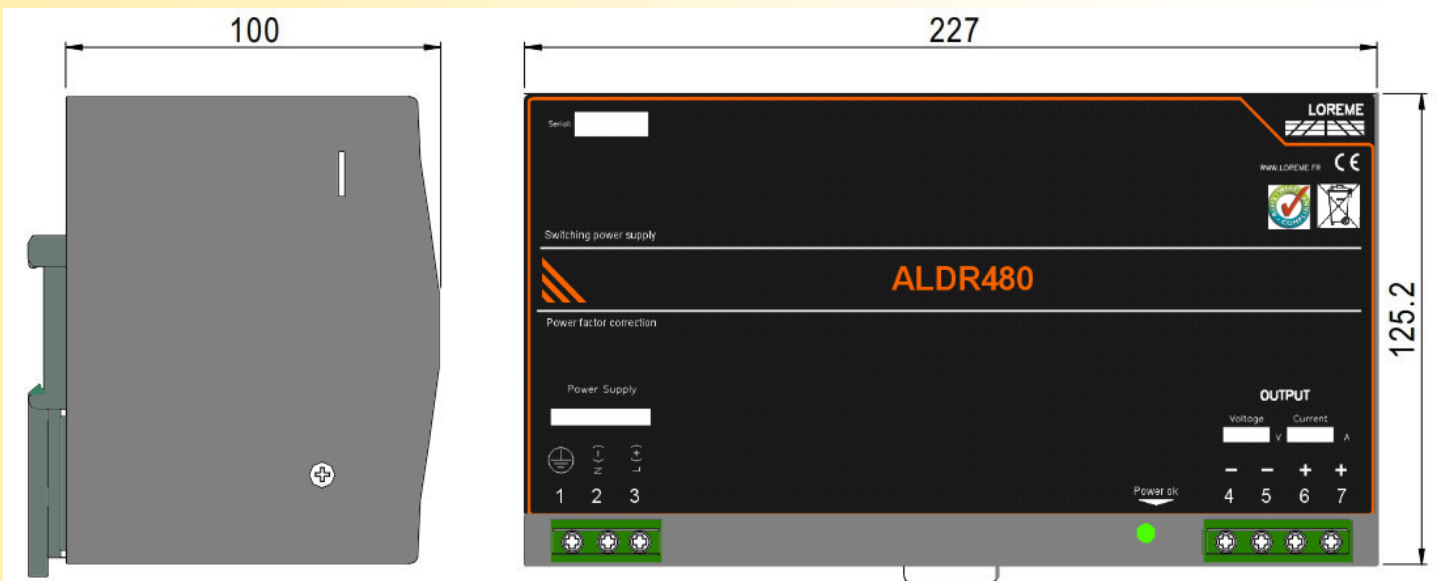 100
227
125.2
Serial:
LOREME
WWW.LOREME.FR CE
Switching power supply
ALDR480
Power factor correction
Power Supply
OUTPUT
Voltage Current
V A
N (-) L (+)
- - + +
1 2 3
Power ok
4 5 6 7